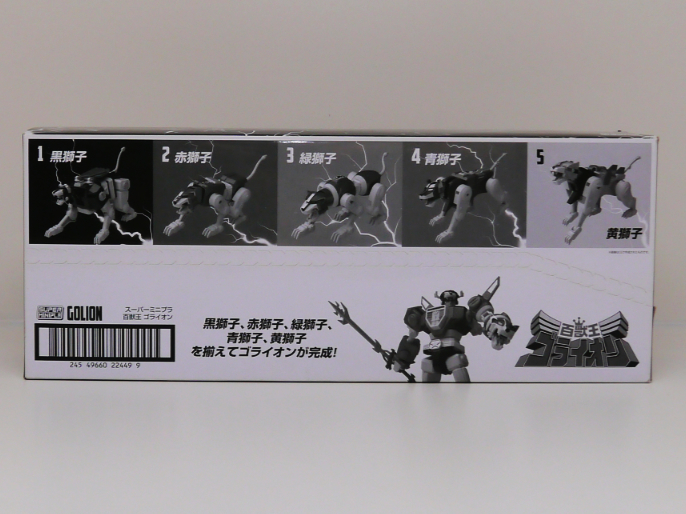 1 黒獅子
2 赤獅子
3 緑獅子
4 青獅子
5
黄獅子
SUPER
MINIPLA
GOLION
スーパーミニプラ
百獣王 ゴライオン
245 49660 22449 9
黒獅子、赤獅子、緑獅子、
青獅子、黄獅子
を揃えてゴライオンが完成!
百獣王
ゴライオン